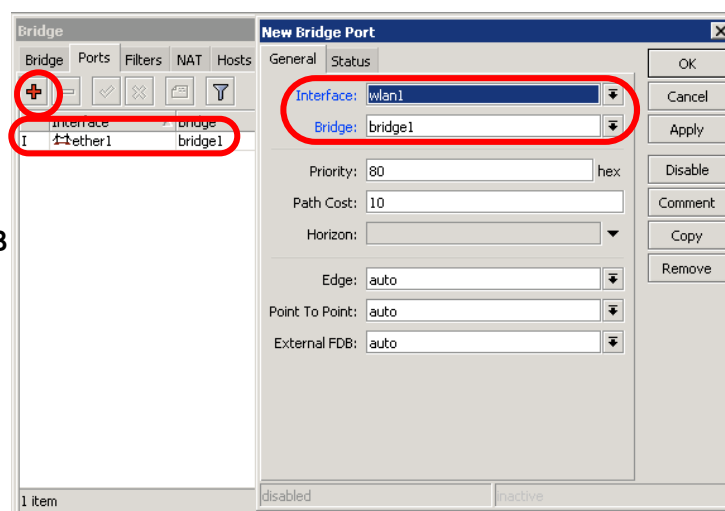 Bridge
Bridge Ports Filters NAT Hosts
Interface Bridge
I ether1 bridge1
1 item
B
New Bridge Port
General Status
Interface: wlan1
Bridge: bridge1
Priority: 80 hex
Path Cost: 10
Horizon:
Edge: auto
Point To Point: auto
External FDB: auto
disabled inactive
OK
Cancel
Apply
Disable
Comment
Copy
Remove